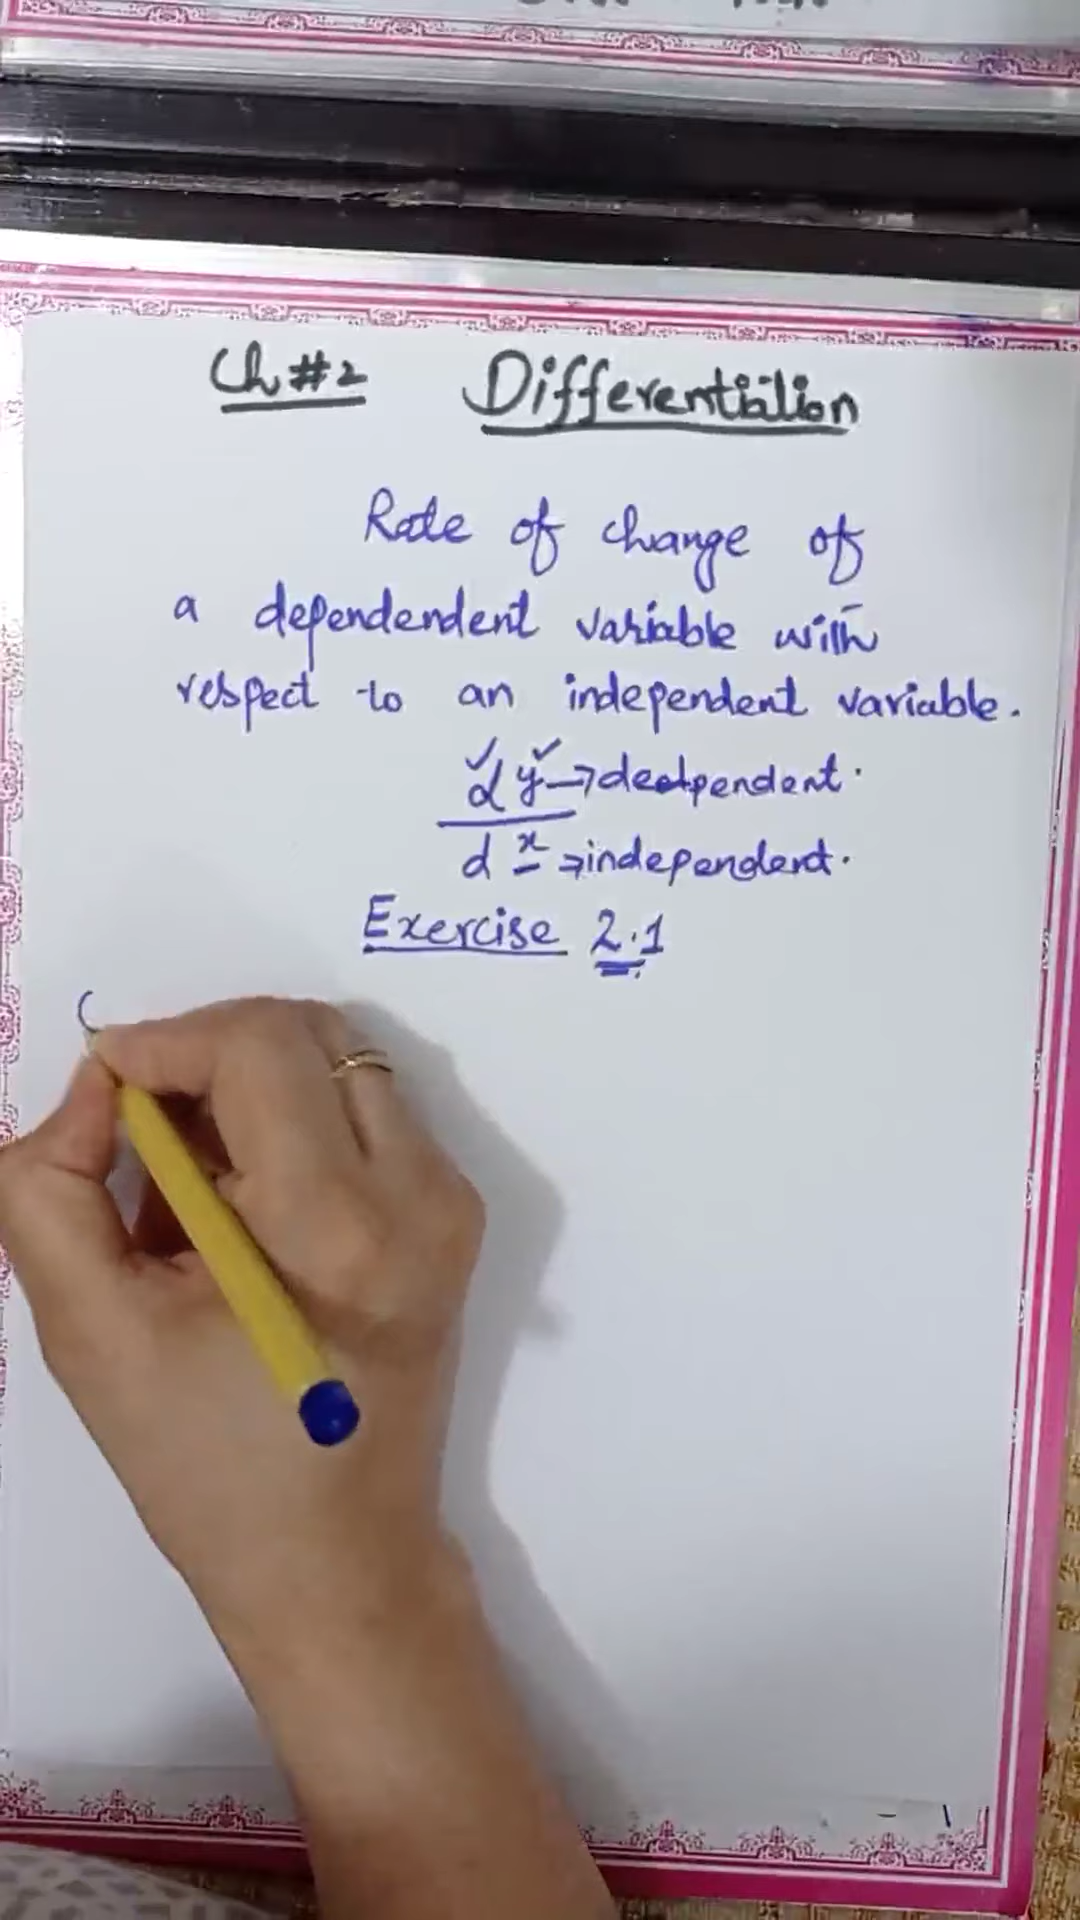 Ch #2 Differentiation
Rate of change of
a dependendent variable with
respect to an independent variable.
dy → dependent.
dx → independent.
Exercise 2.1